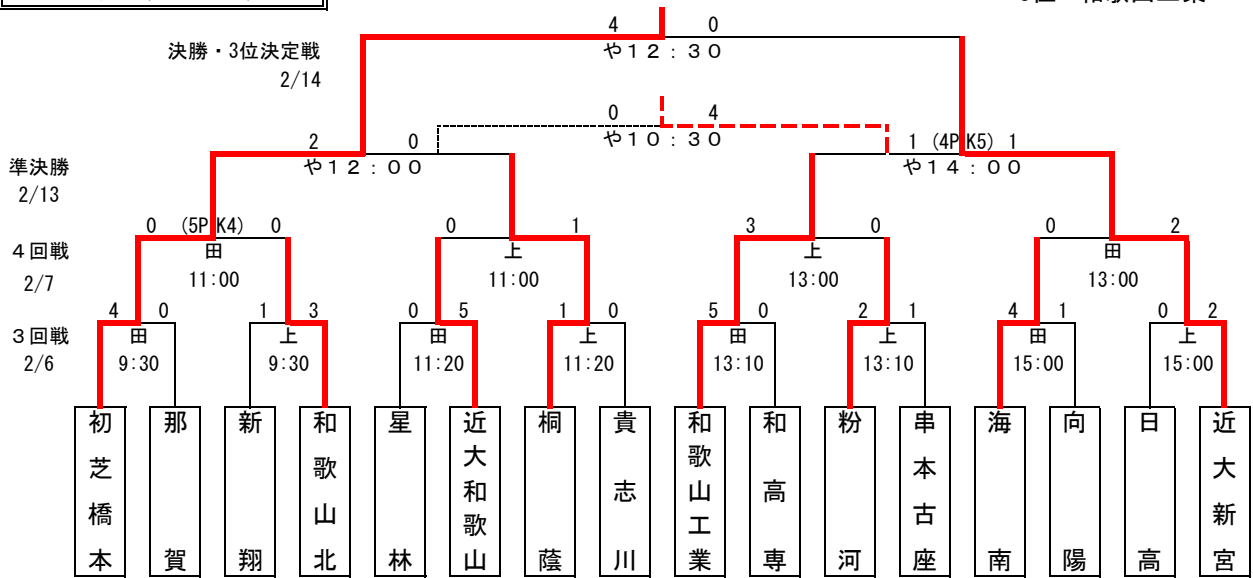 4 0
決勝・3位決定戦
や12：30
2/14
0 4
や10：30
2 0
1 (4PK5) 1
準決勝
や12：00
や14：00
2/13
0 (5PK4) 0
0 1
3 0
0 2
４回戦
田 上 上 田
2/7
11:00 11:00 13:00 13:00
4 0 1 3 0 5 1 0 5 0 2 1 4 1 0 2
３回戦
田 上 田 上 田 上 田 上
2/6
9:30 9:30 11:20 11:20 13:10 13:10 15:00 15:00
初芝橋本
那賀
新翔
和歌山北
星林
近大和歌山
桐蔭
貴志川
和歌山工業
和高専
粉河
串本古座
海南
向陽
日高
近大新宮